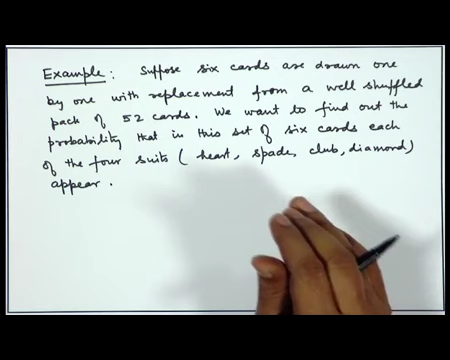 Example: Suppose six cards are drawn one
by one with replacement from a well shuffled
pack of 52 cards. We want to find out the
probability that in this set of six cards each
of the four suits (heart, spade, club, diamond)
appear.